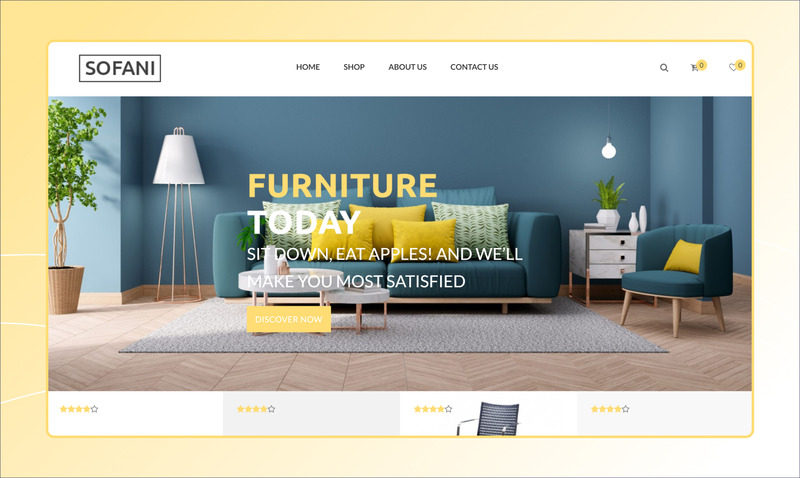 SOFANI
HOME SHOP ABOUT US CONTACT US
0 0
FURNITURE
TODAY
SIT DOWN, EAT APPLES! AND WE'LL
MAKE YOU MOST SATISFIED
DISCOVER NOW